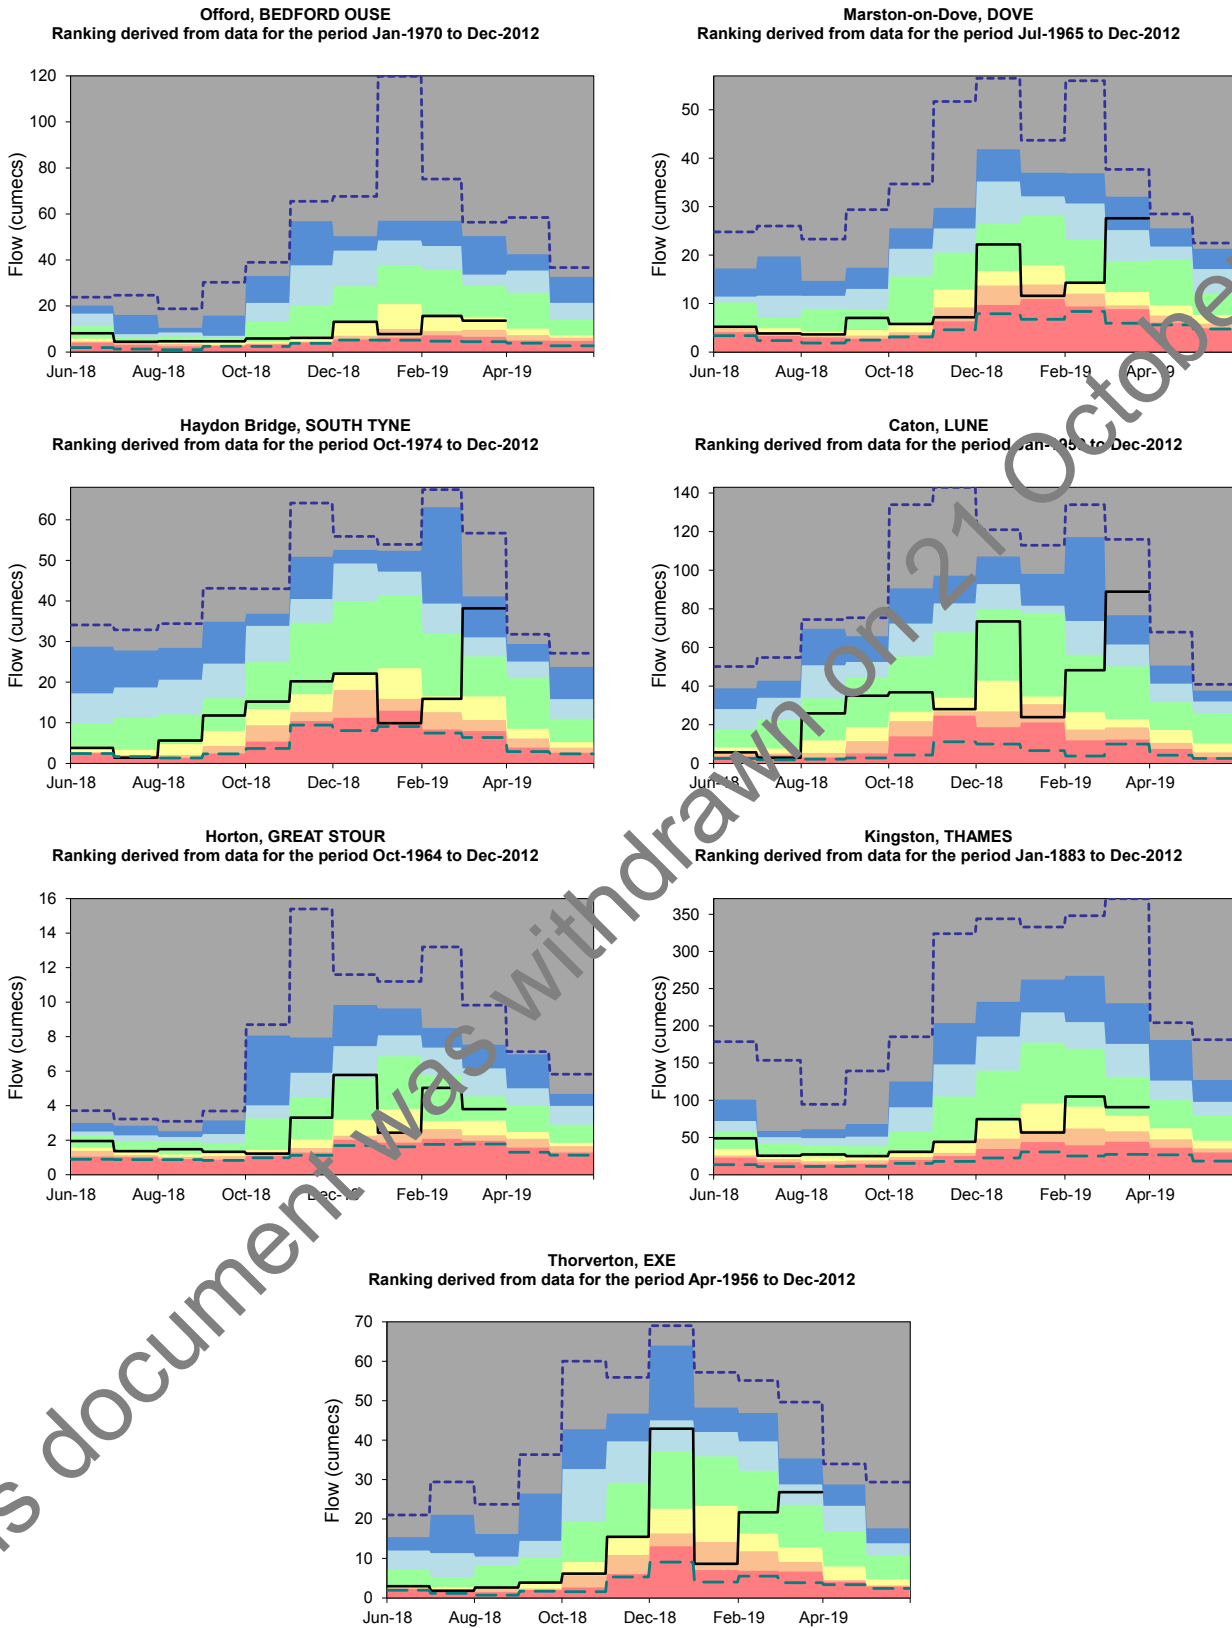 Offord, BEDFORD OUSE
Ranking derived from data for the period Jan-1970 to Dec-2012
Flow (cumecs)
120
100
80
60
40
20
0
Jun-18 Aug-18 Oct-18 Dec-18 Feb-19 Apr-19
Marston-on-Dove, DOVE
Ranking derived from data for the period Jul-1965 to Dec-2012
Flow (cumecs)
50
40
30
20
10
0
Jun-18 Aug-18 Oct-18 Dec-18 Feb-19 Apr-19
Haydon Bridge, SOUTH TYNE
Ranking derived from data for the period Oct-1974 to Dec-2012
Flow (cumecs)
60
50
40
30
20
10
0
Jun-18 Aug-18 Oct-18 Dec-18 Feb-19 Apr-19
Caton, LUNE
Ranking derived from data for the period to Dec-2012
Flow (cumecs)
140
120
100
80
60
40
20
0
Jun-18 Aug-18 Oct-18 Dec-18 Feb-19 Apr-19
Horton, GREAT STOUR
Ranking derived from data for the period Oct-1964 to Dec-2012
Flow (cumecs)
16
14
12
10
8
6
4
2
0
Jun-18 Aug-18 Oct-18 Dec-18 Feb-19 Apr-19
Kingston, THAMES
Ranking derived from data for the period Jan-1883 to Dec-2012
Flow (cumecs)
350
300
250
200
150
100
50
0
Jun-18 Aug-18 Oct-18 Dec-18 Feb-19 Apr-19
Thorverton, EXE
Ranking derived from data for the period Apr-1956 to Dec-2012
Flow (cumecs)
70
60
50
40
30
20
10
0
Jun-18 Aug-18 Oct-18 Dec-18 Feb-19 Apr-19
is document was withdrawn on 21 October